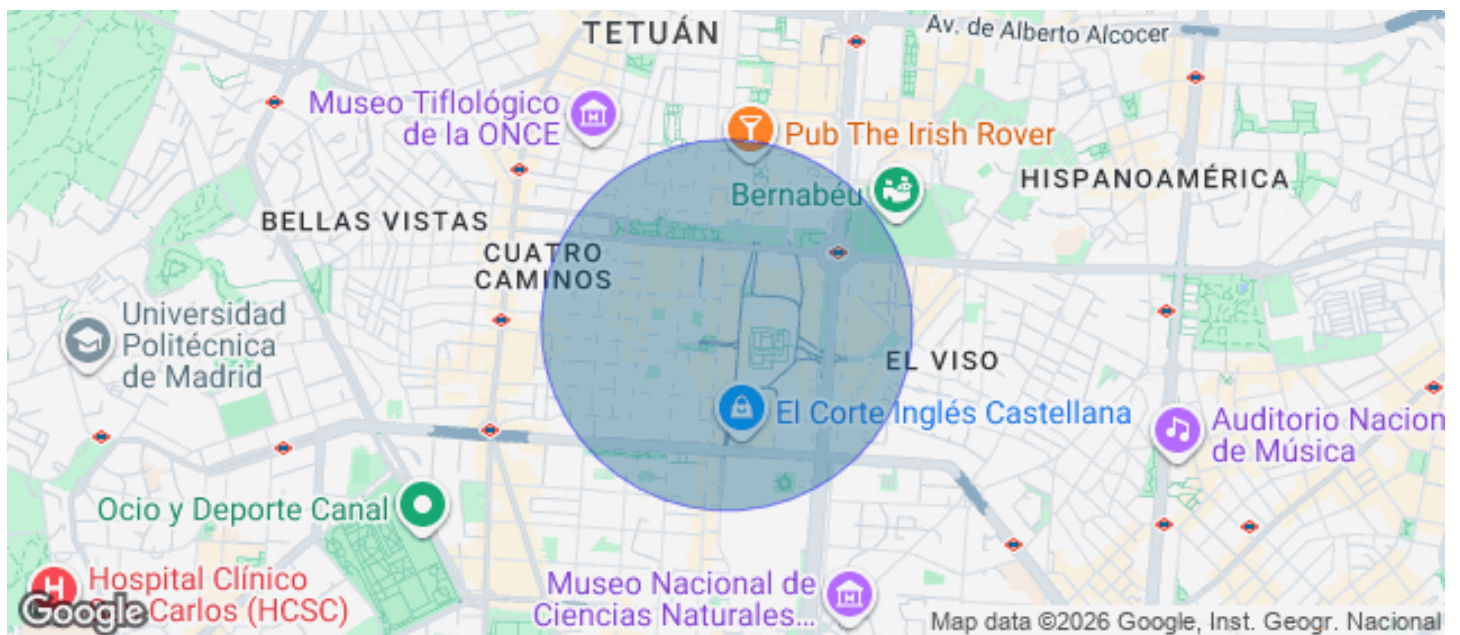 TETUÁN
Av. de Alberto Alcocer
Museo Tiflológico
de la ONCE
Pub The Irish Rover
Bernabéu
HISPANOAMÉRICA
BELLAS VISTAS
CUATRO
CAMINOS
Universidad
Politécnica
de Madrid
EL VISO
El Corte Inglés Castellana
Auditorio Nacion
de Música
Ocio y Deporte Canal
Hospital Clínico
Carlos (HCSC)
Google
Museo Nacional de
Ciencias Naturales...
Map data ©2026 Google, Inst. Geogr. Nacional